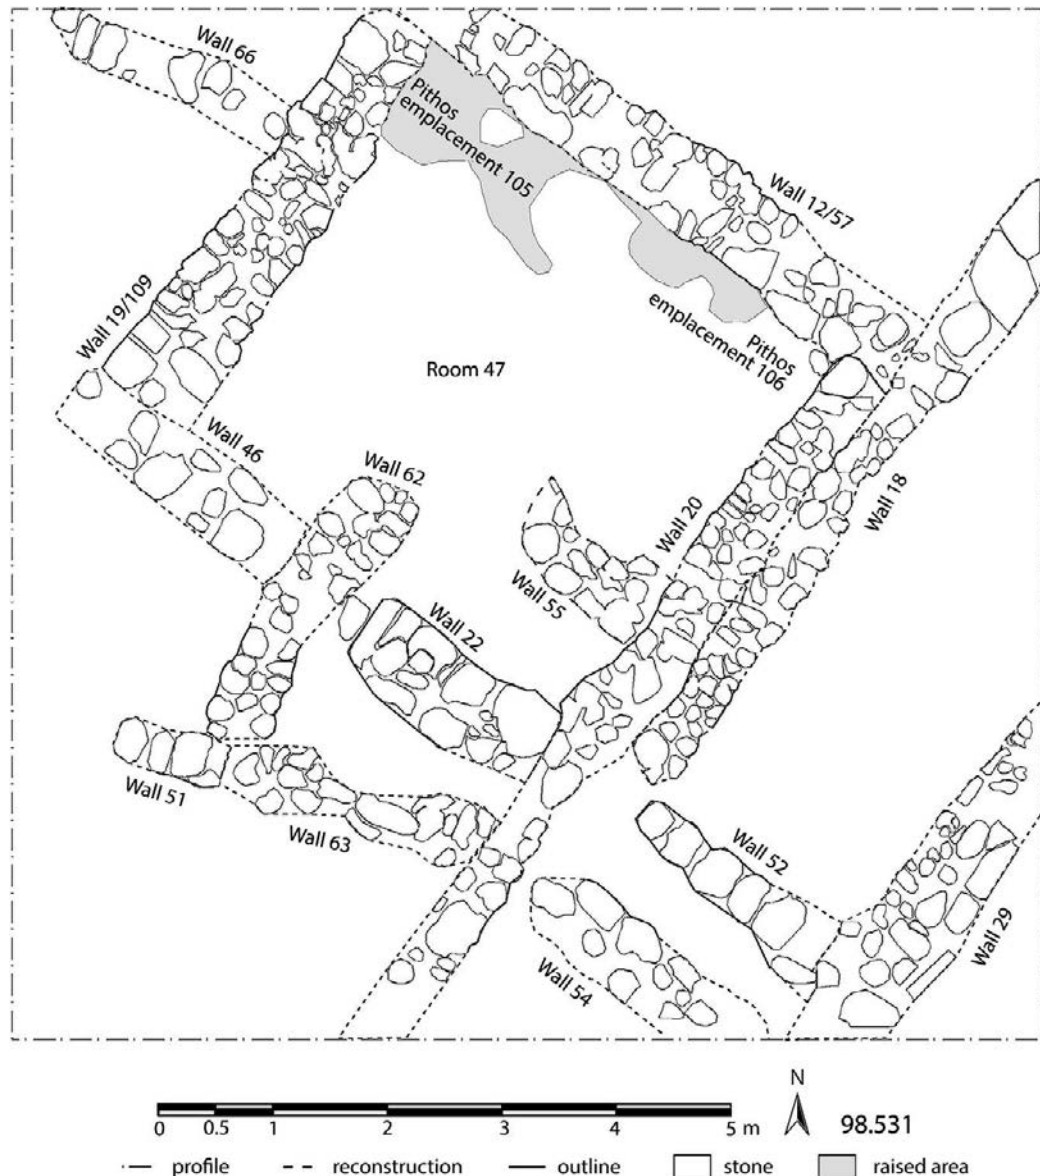 Wall 66
Pithos
emplacement 105
Wall 12/57
Wall 19/109
Pithos
emplacement 106
Room 47
Wall 46
Wall 62
Wall 20
Wall 18
Wall 55
Wall 22
Wall 51
Wall 63
Wall 52
Wall 29
Wall 54
N
0 0.5 1 2 3 4 5 m
98.531
profile reconstruction outline stone raised area